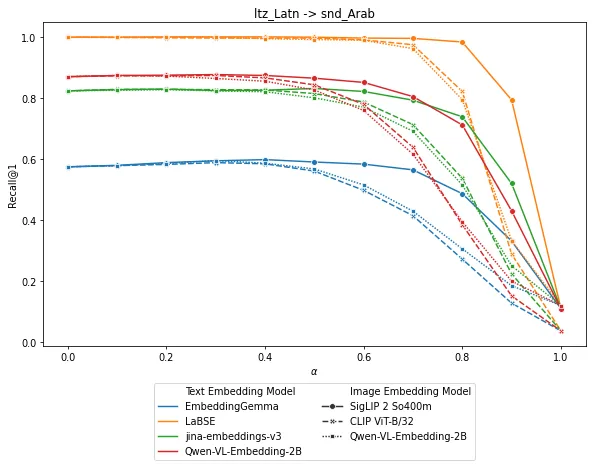 ltz_Latn -> snd_Arab
Recall@1
1.0
0.8
0.6
0.4
0.2
0.0
0.0 0.2 0.4 0.6 0.8 1.0
α
Text Embedding Model
EmbeddingGemma
LaBSE
jina-embeddings-v3
Qwen-VL-Embedding-2B
Image Embedding Model
SigLIP 2 So400m
CLIP ViT-B/32
Qwen-VL-Embedding-2B